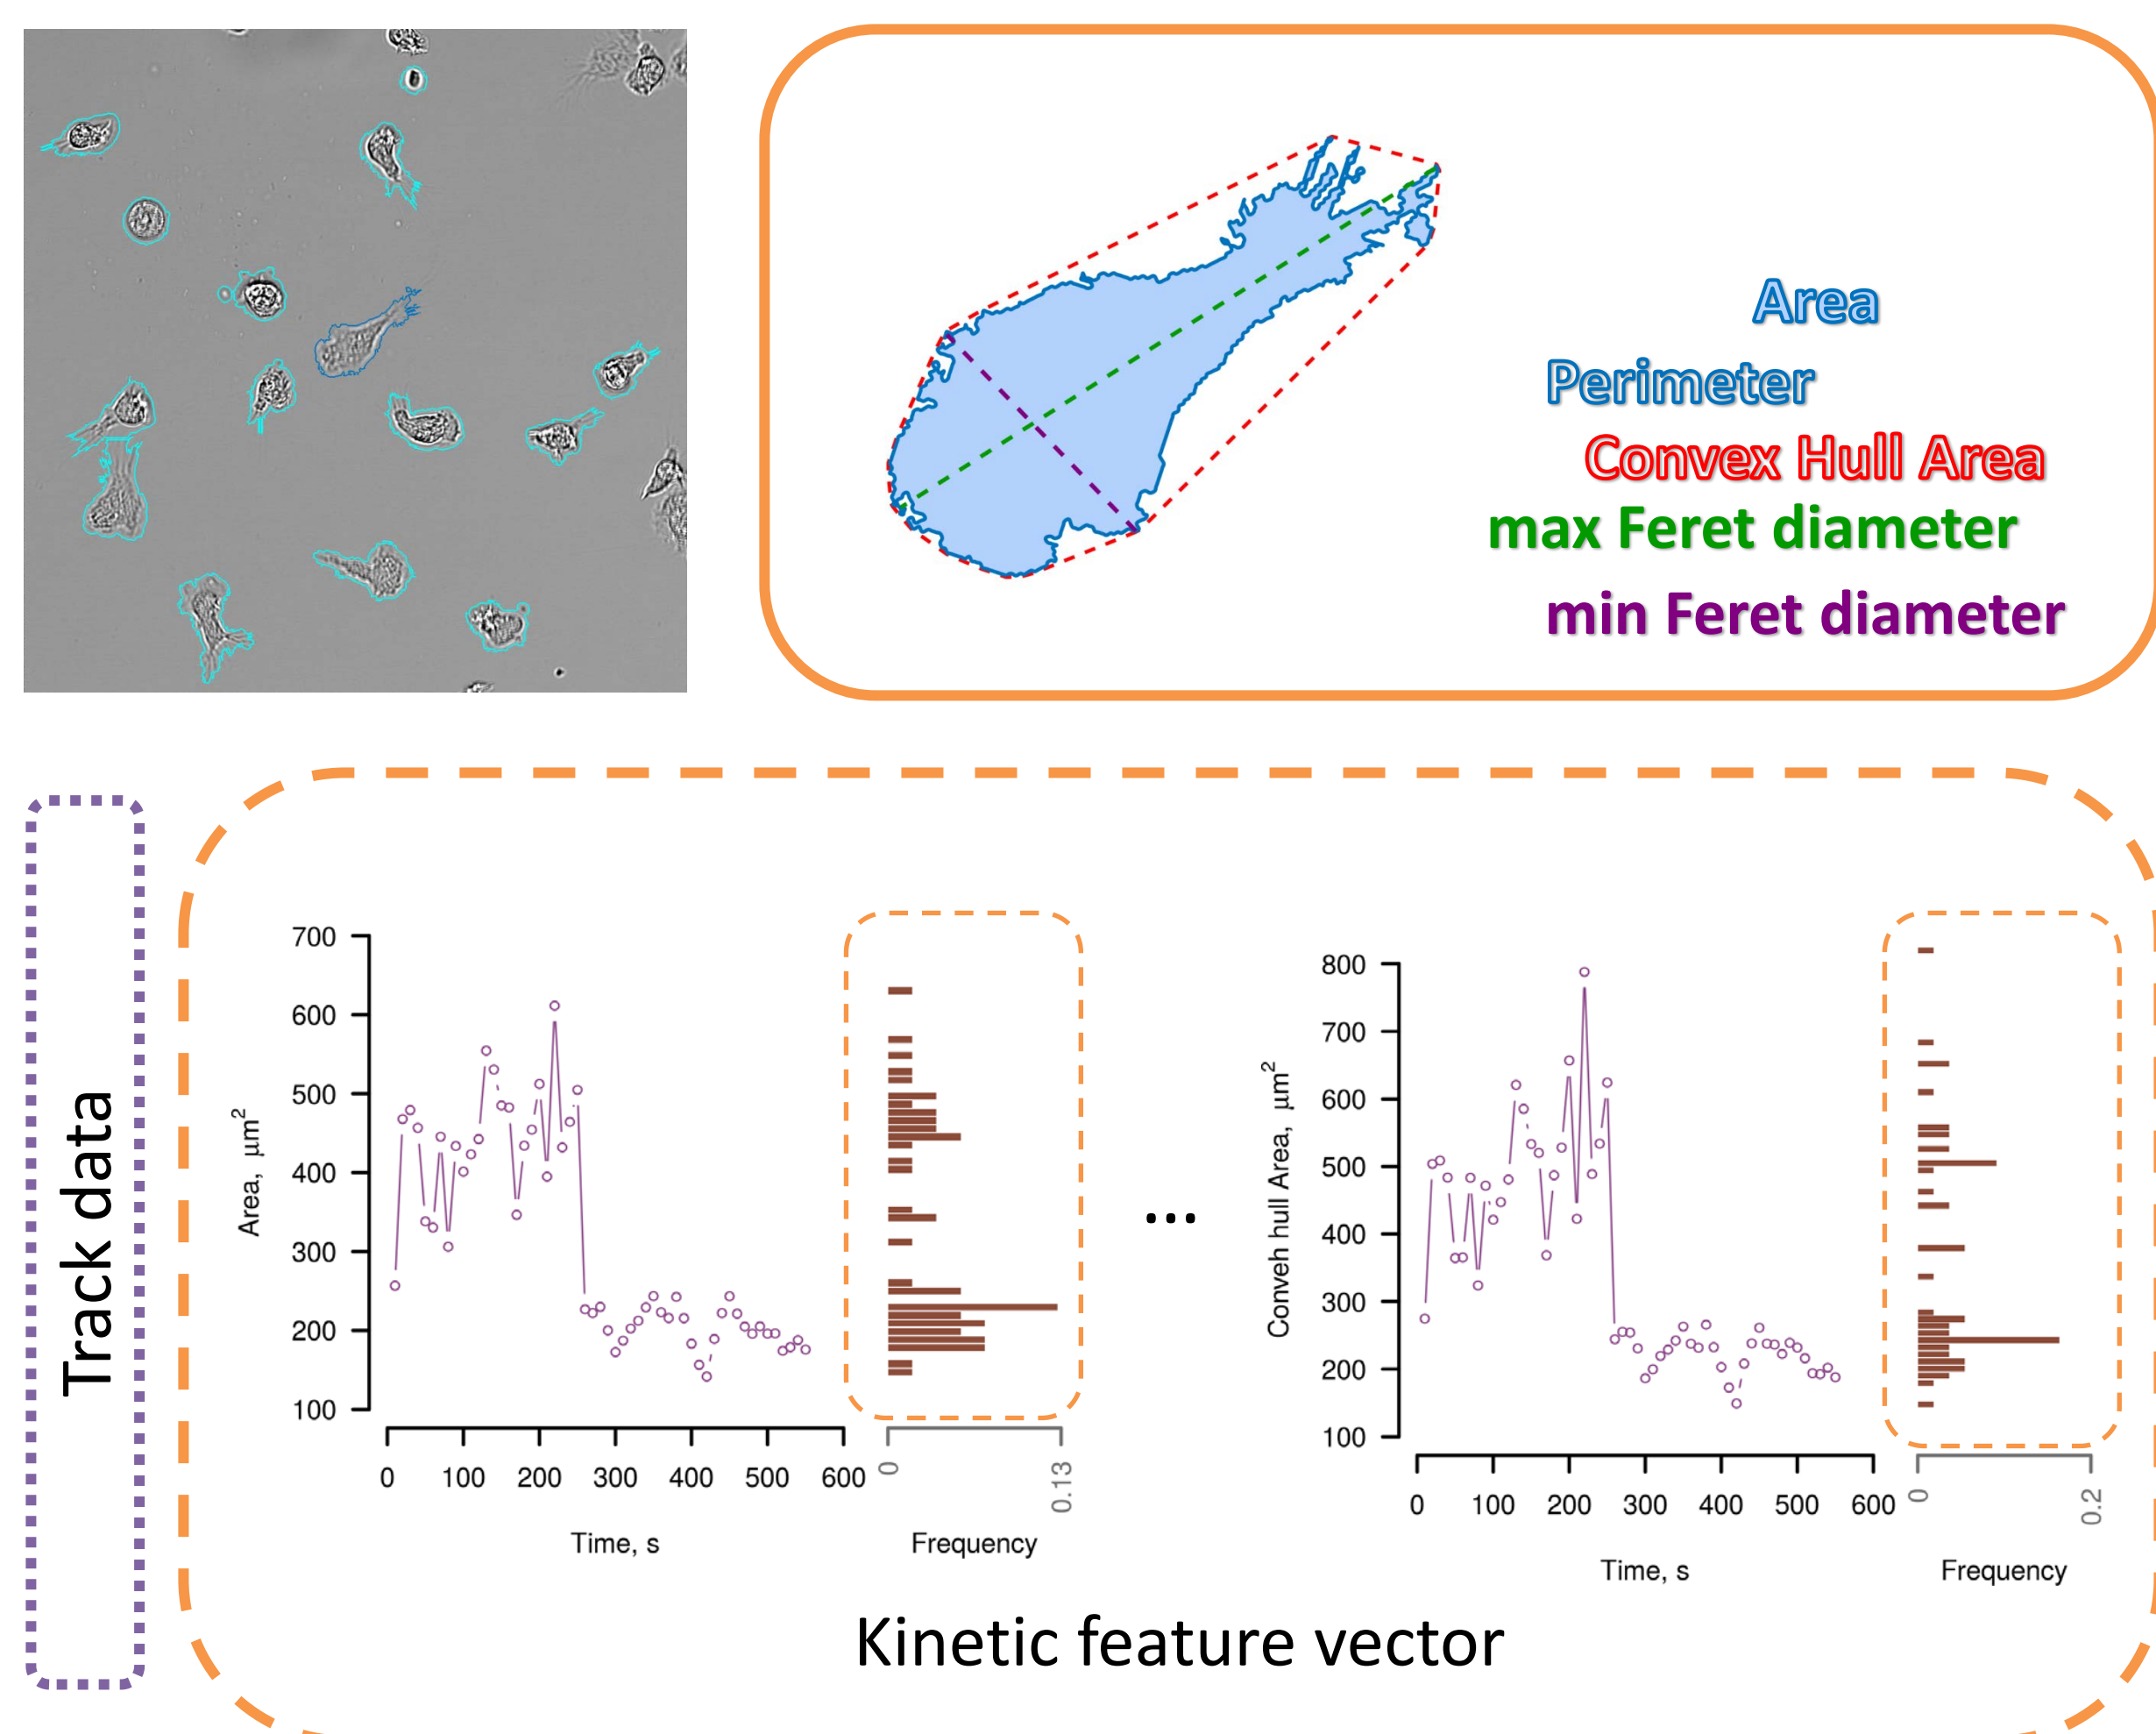 Area
Perimeter
Convex Hull Area
max Feret diameter
min Feret diameter
Track data
Area, μm²
700
600
500
400
300
200
100
0 100 200 300 400 500 600
Time, s
0 0.13
Frequency
...
Conveh hull Area, μm²
800
700
600
500
400
300
200
100
0 100 200 300 400 500 600
Time, s
0 0.2
Frequency
Kinetic feature vector